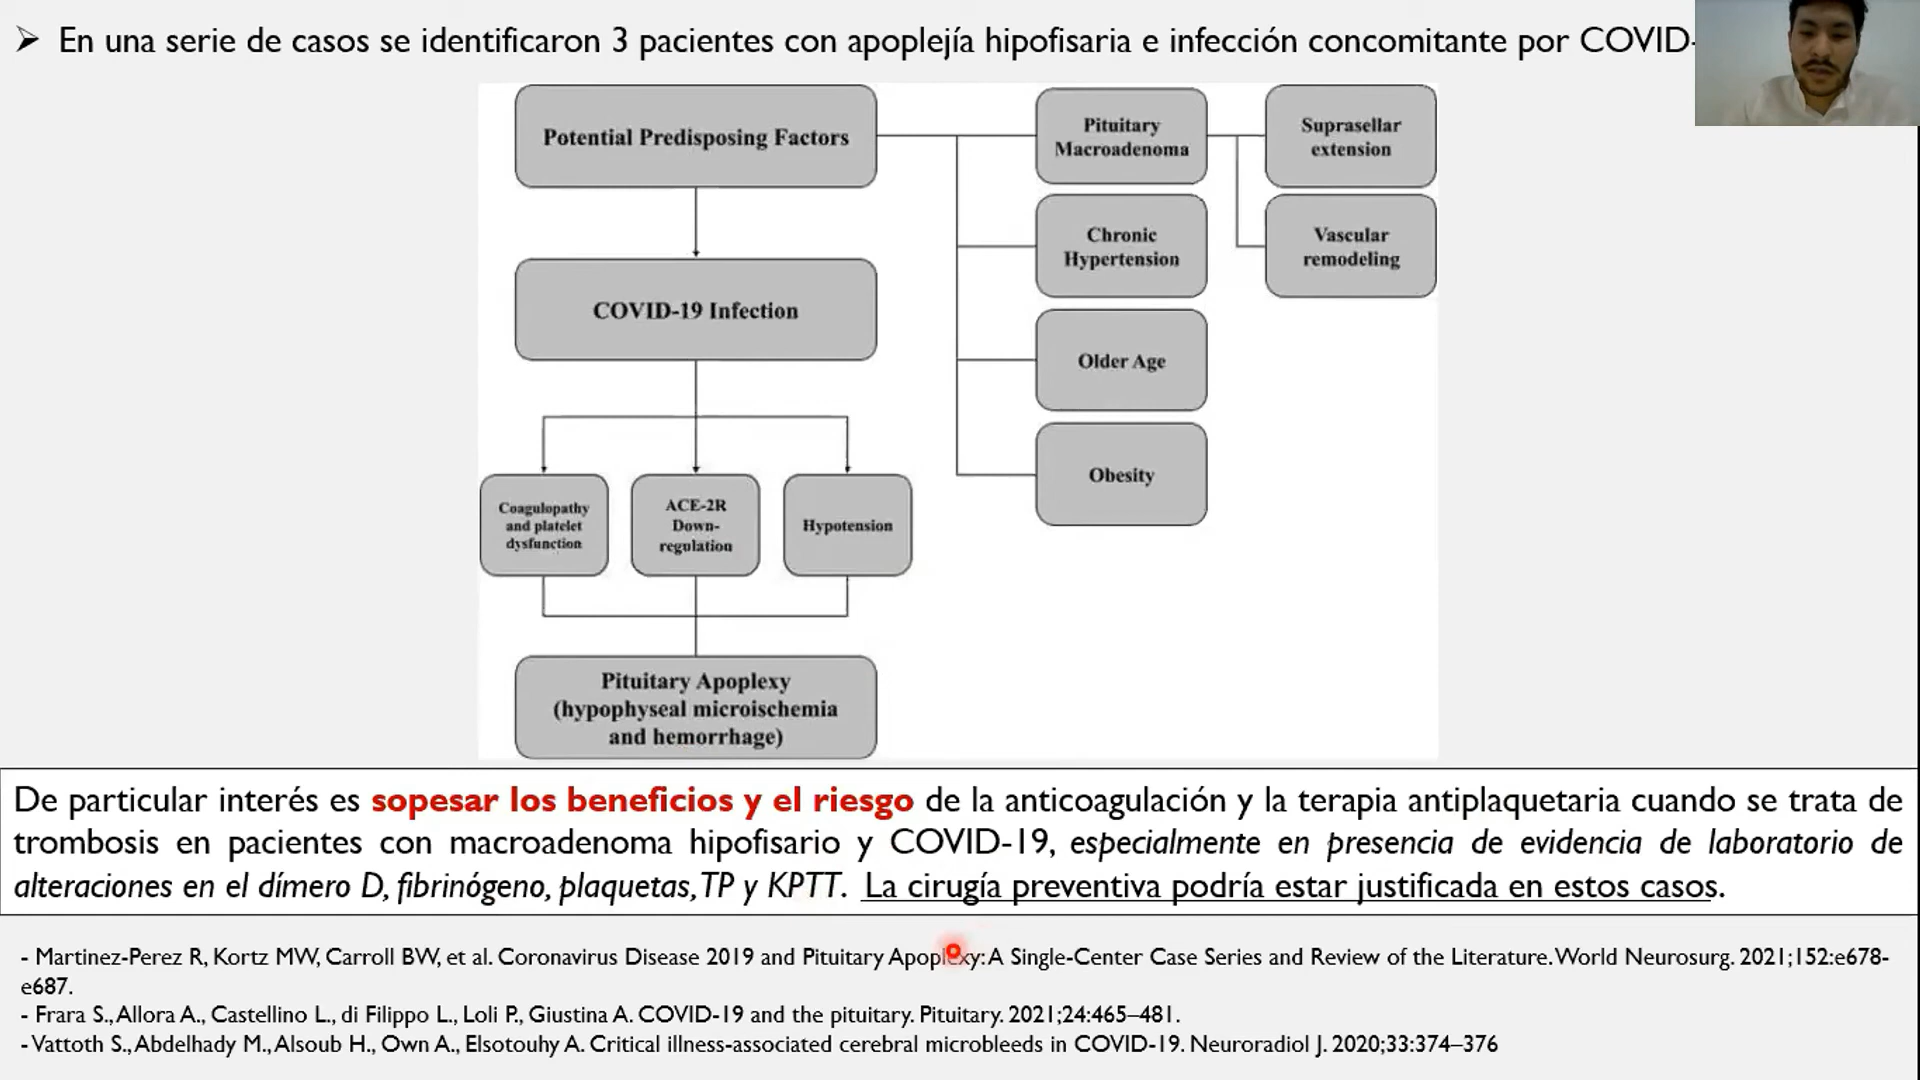 En una serie de casos se identificaron 3 pacientes con apoplejía hipofisaria e infección concomitante por COVID-
Potential Predisposing Factors
Pituitary
Macroadenoma
Suprasellar
extension
Chronic
Hypertension
Vascular
remodeling
COVID-19 Infection
Older Age
Obesity
Coagulopathy
and platelet
dysfunction
ACE-2R
Down-
regulation
Hypotension
Pituitary Apoplexy
(hypophyseal microischemia
and hemorrhage)
De particular interés es sopesar los beneficios y el riesgo de la anticoagulación y la terapia antiplaquetaria cuando se trata de
trombosis en pacientes con macroadenoma hipofisario y COVID-19, especialmente en presencia de evidencia de laboratorio de
alteraciones en el dímero D, fibrinógeno, plaquetas, TP y KPTT. La cirugía preventiva podría estar justificada en estos casos.
- Martinez-Perez R, Kortz MW, Carroll BW, et al. Coronavirus Disease 2019 and Pituitary Apoplexy: A Single-Center Case Series and Review of the Literature. World Neurosurg. 2021;152:e678-
e687.
- Frara S., Allora A., Castellino L., di Filippo L., Loli P., Giustina A. COVID-19 and the pituitary. Pituitary. 2021;24:465–481.
- Vattoth S., Abdelhady M., Alsoub H., Own A., Elsotouhy A. Critical illness-associated cerebral microbleeds in COVID-19. Neuroradiol J. 2020;33:374–376